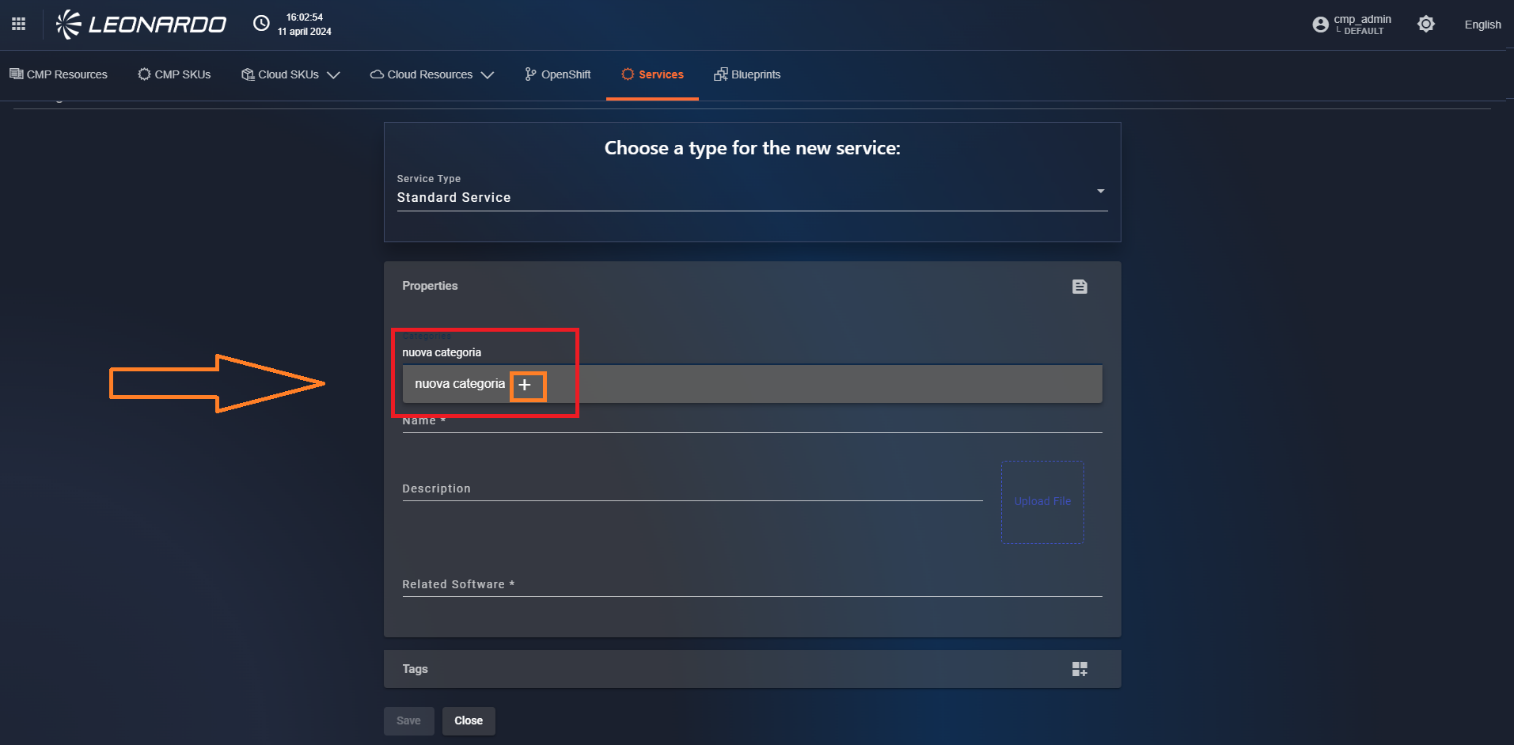 LEONARDO
16:02:54
11 april 2024
cmp_admin
DEFAULT
English
CMP Resources
CMP SKUs
Cloud SKUs
Cloud Resources
OpenShift
Services
Blueprints
Choose a type for the new service:
Service Type
Standard Service
Properties
Categories
nuova categoria
nuova categoria +
Name *
Description
Upload File
Related Software *
Tags
Save
Close